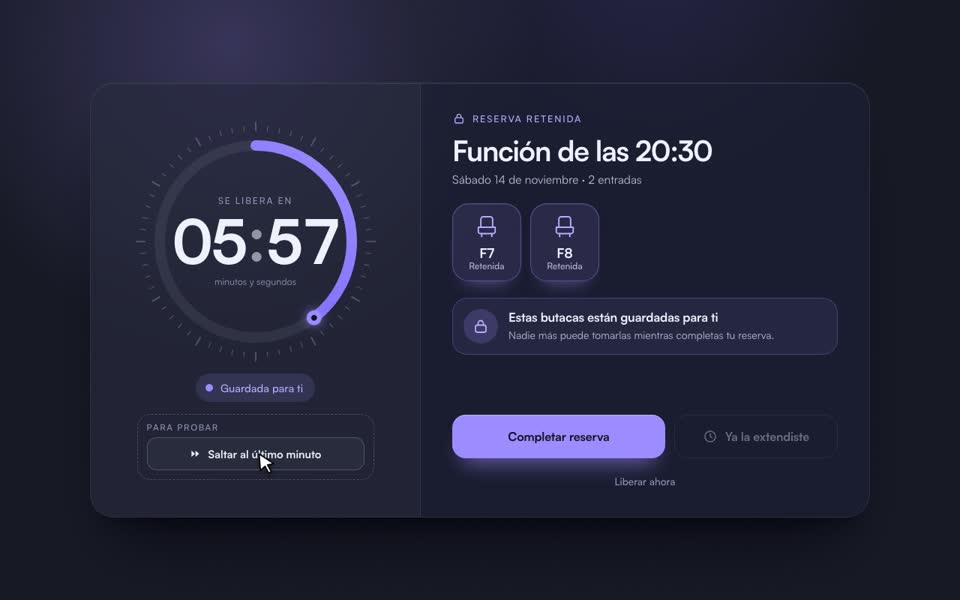 SE LIBERA EN
05:57
minutos y segundos
Guardada para ti
PARA PROBAR
Saltar al último minuto
RESERVA RETENIDA
Función de las 20:30
Sábado 14 de noviembre · 2 entradas
F7
Retenida
F8
Retenida
Estas butacas están guardadas para ti
Nadie más puede tomarlas mientras completas tu reserva.
Completar reserva
Ya la extendiste
Liberar ahora